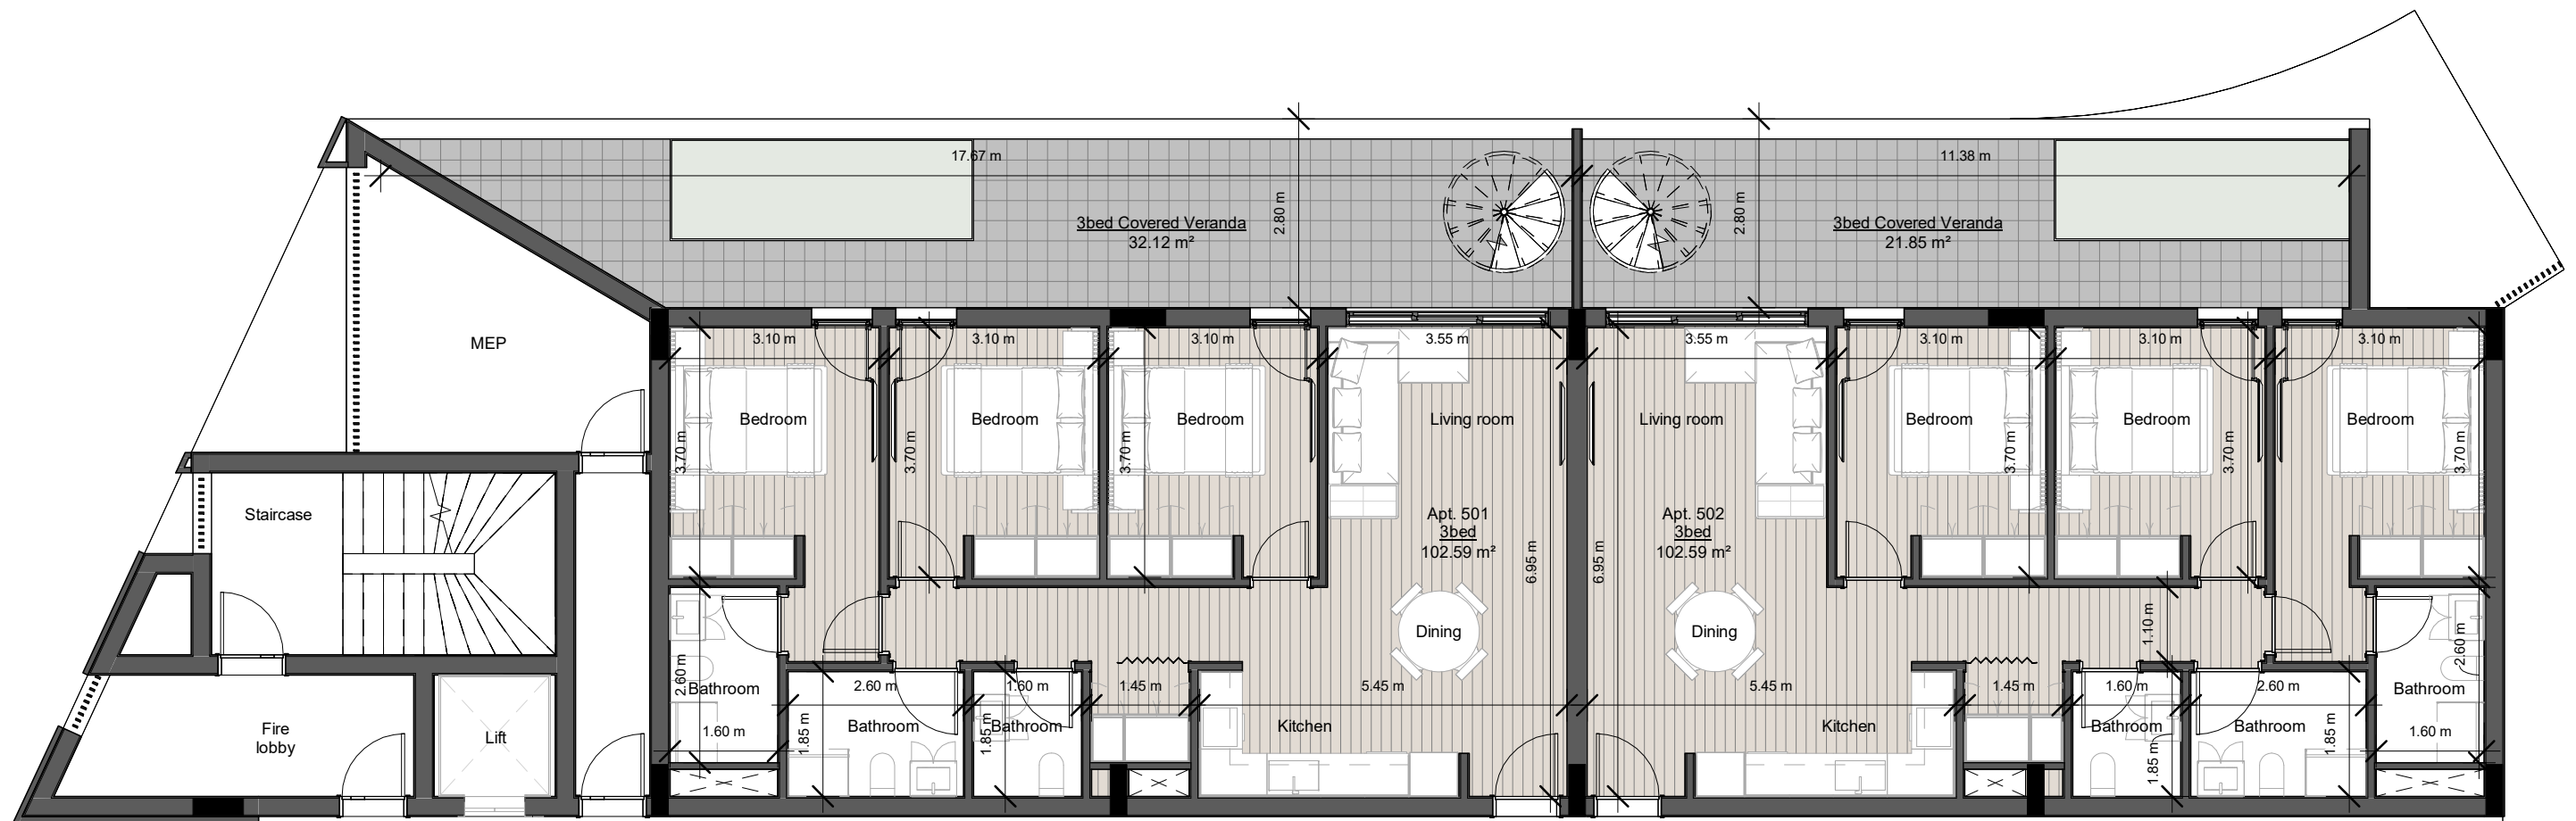 17.67 m
11.38 m
2.80 m
2.80 m
3bed Covered Veranda
32.12 m²
3bed Covered Veranda
21.85 m²
MEP
3.10 m
3.10 m
3.10 m
3.55 m
3.55 m
3.10 m
3.10 m
3.10 m
Bedroom
Bedroom
Bedroom
Living room
Living room
Bedroom
Bedroom
Bedroom
3.70 m
3.70 m
3.70 m
3.70 m
3.70 m
3.70 m
Staircase
Apt. 501
3bed
102.59 m²
Apt. 502
3bed
102.59 m²
6.95 m
6.95 m
Dining
Dining
1.10 m
2.60 m
2.60 m
Bathroom
2.60 m
1.60 m
1.45 m
5.45 m
5.45 m
1.45 m
1.60 m
2.60 m
Bathroom
Fire
lobby
Lift
1.60 m
1.85 m
Bathroom
1.85 m
Bathroom
Kitchen
Kitchen
Bathroom
1.85 m
Bathroom
1.85 m
1.60 m